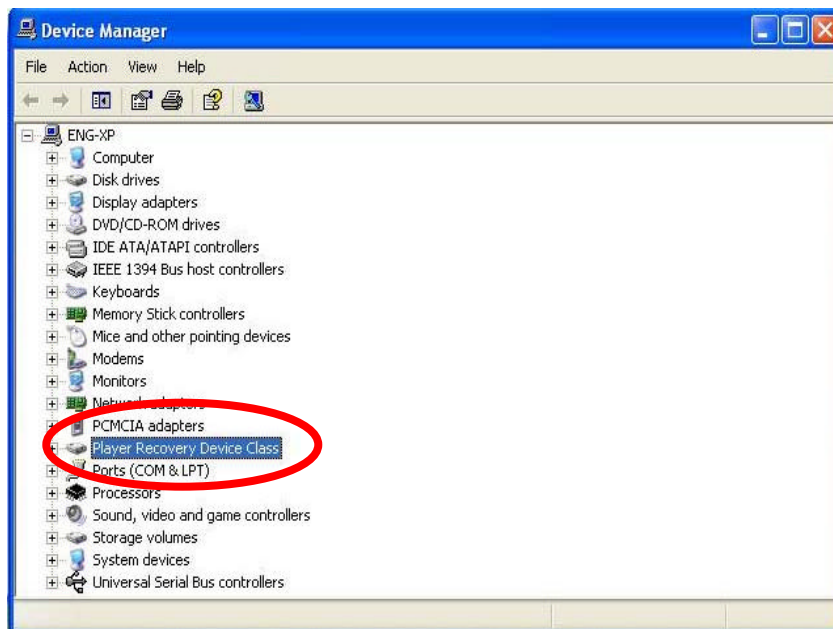 Device Manager
File Action View Help
ENG-XP
Computer
Disk drives
Display adapters
DVD/CD-ROM drives
IDE ATA/ATAPI controllers
IEEE 1394 Bus host controllers
Keyboards
Memory Stick controllers
Mice and other pointing devices
Modems
Monitors
Network adapters
PCMCIA adapters
Player Recovery Device Class
Ports (COM & LPT)
Processors
Sound, video and game controllers
Storage volumes
System devices
Universal Serial Bus controllers